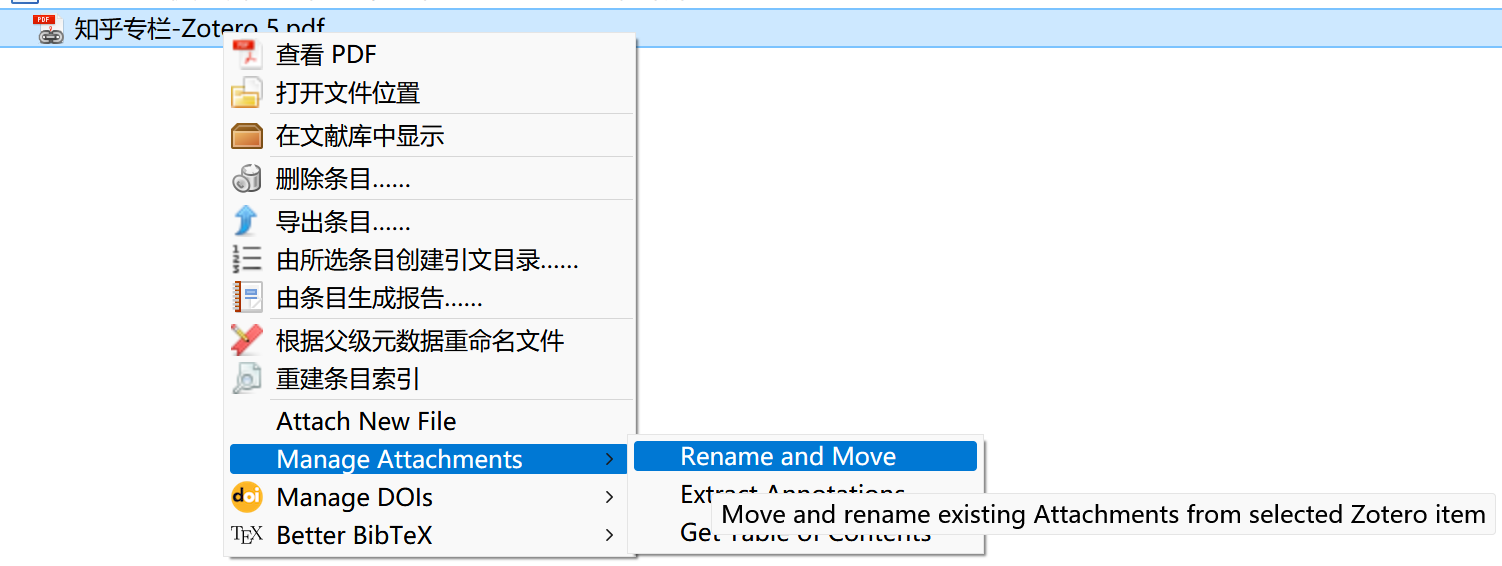 PDF
知乎专栏-Zotero 5.pdf
查看 PDF
打开文件位置
在文献库中显示
删除条目……
导出条目……
由所选条目创建引文目录……
由条目生成报告……
根据父级元数据重命名文件
重建条目索引
Attach New File
Manage Attachments
Rename and Move
Extract Annotations
Move and rename existing Attachments from selected Zotero item
Get Table of Contents
doi
Manage DOIs
TEX
Better BibTeX